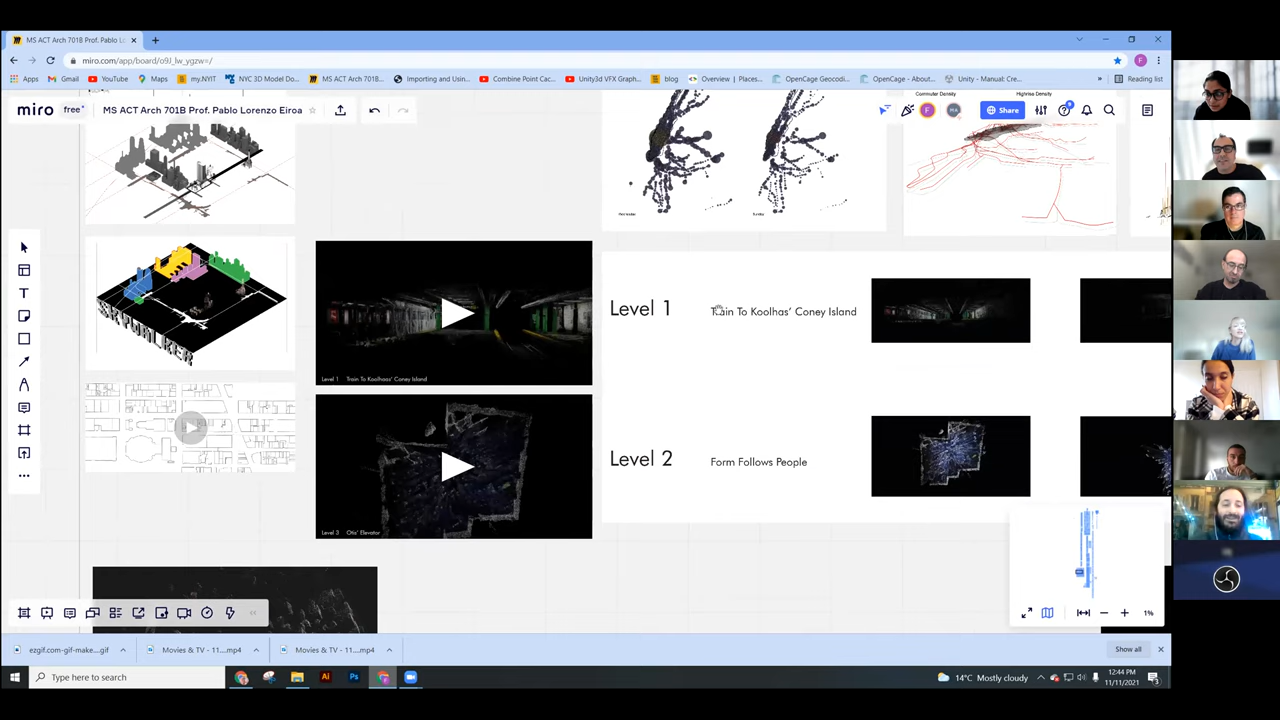 MS ACT Arch 701B Prof. Pablo Lo
miro.com/app/board/o9J_lw_ygzw=/
Apps
Gmail
YouTube
Maps
my.NYIT
NYC 3D Model Do...
MS ACT Arch 701B...
Importing and Usin...
Combine Point Cac...
Unity3d VFX Graph...
blog
Overview | Places...
OpenCage Geocodi...
OpenCage - About...
Unity - Manual: Cre...
Reading list
miro
free
MS ACT Arch 701B Prof. Pablo Lorenzo Eiroa
F
MA
Share
Commuter Density
Highrise Density
Sunday
SKYWALKER
Level 1 Train To Koolhaas' Coney Island
Level 3 Otis' Elevator
Level 1 Train To Koolhas' Coney Island
Level 2 Form Follows People
1%
ezgif.com-gif-make....gif
Movies & TV - 11....mp4
Movies & TV - 11....mp4
Show all
Type here to search
Ai
Ps
14°C Mostly cloudy
12:44 PM
11/11/2021